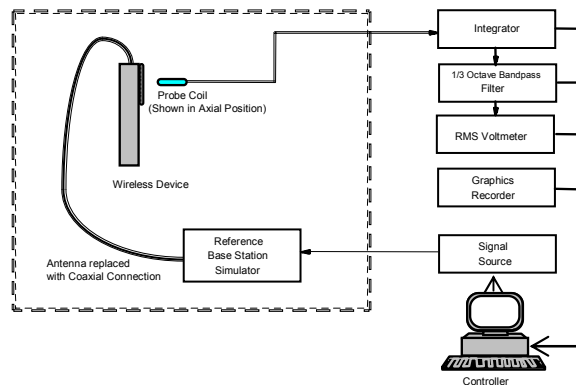 Integrator
1/3 Octave Bandpass
Filter
RMS Voltmeter
Graphics
Recorder
Probe Coil
(Shown in Axial Position)
Wireless Device
Antenna replaced
with Coaxial Connection
Reference
Base Station
Simulator
Signal
Source
Controller